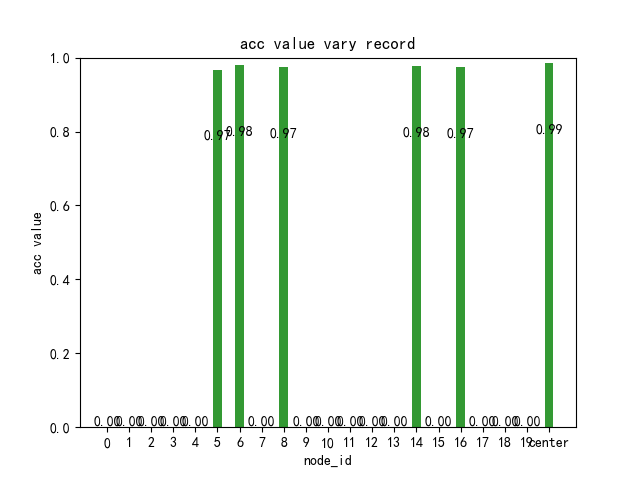 acc value vary record
1.0
0.8
0.6
0.4
0.2
0.0
acc value
0.97 0.98 0.97 0.98 0.97 0.99
0.00 0.00 0.00 0.00 0.00 0.00 0.00 0.00 0.00 0.00 0.00 0.00 0.00 0.00 0.00
0 1 2 3 4 5 6 7 8 9 10 11 12 13 14 15 16 17 18 19 center
node_id